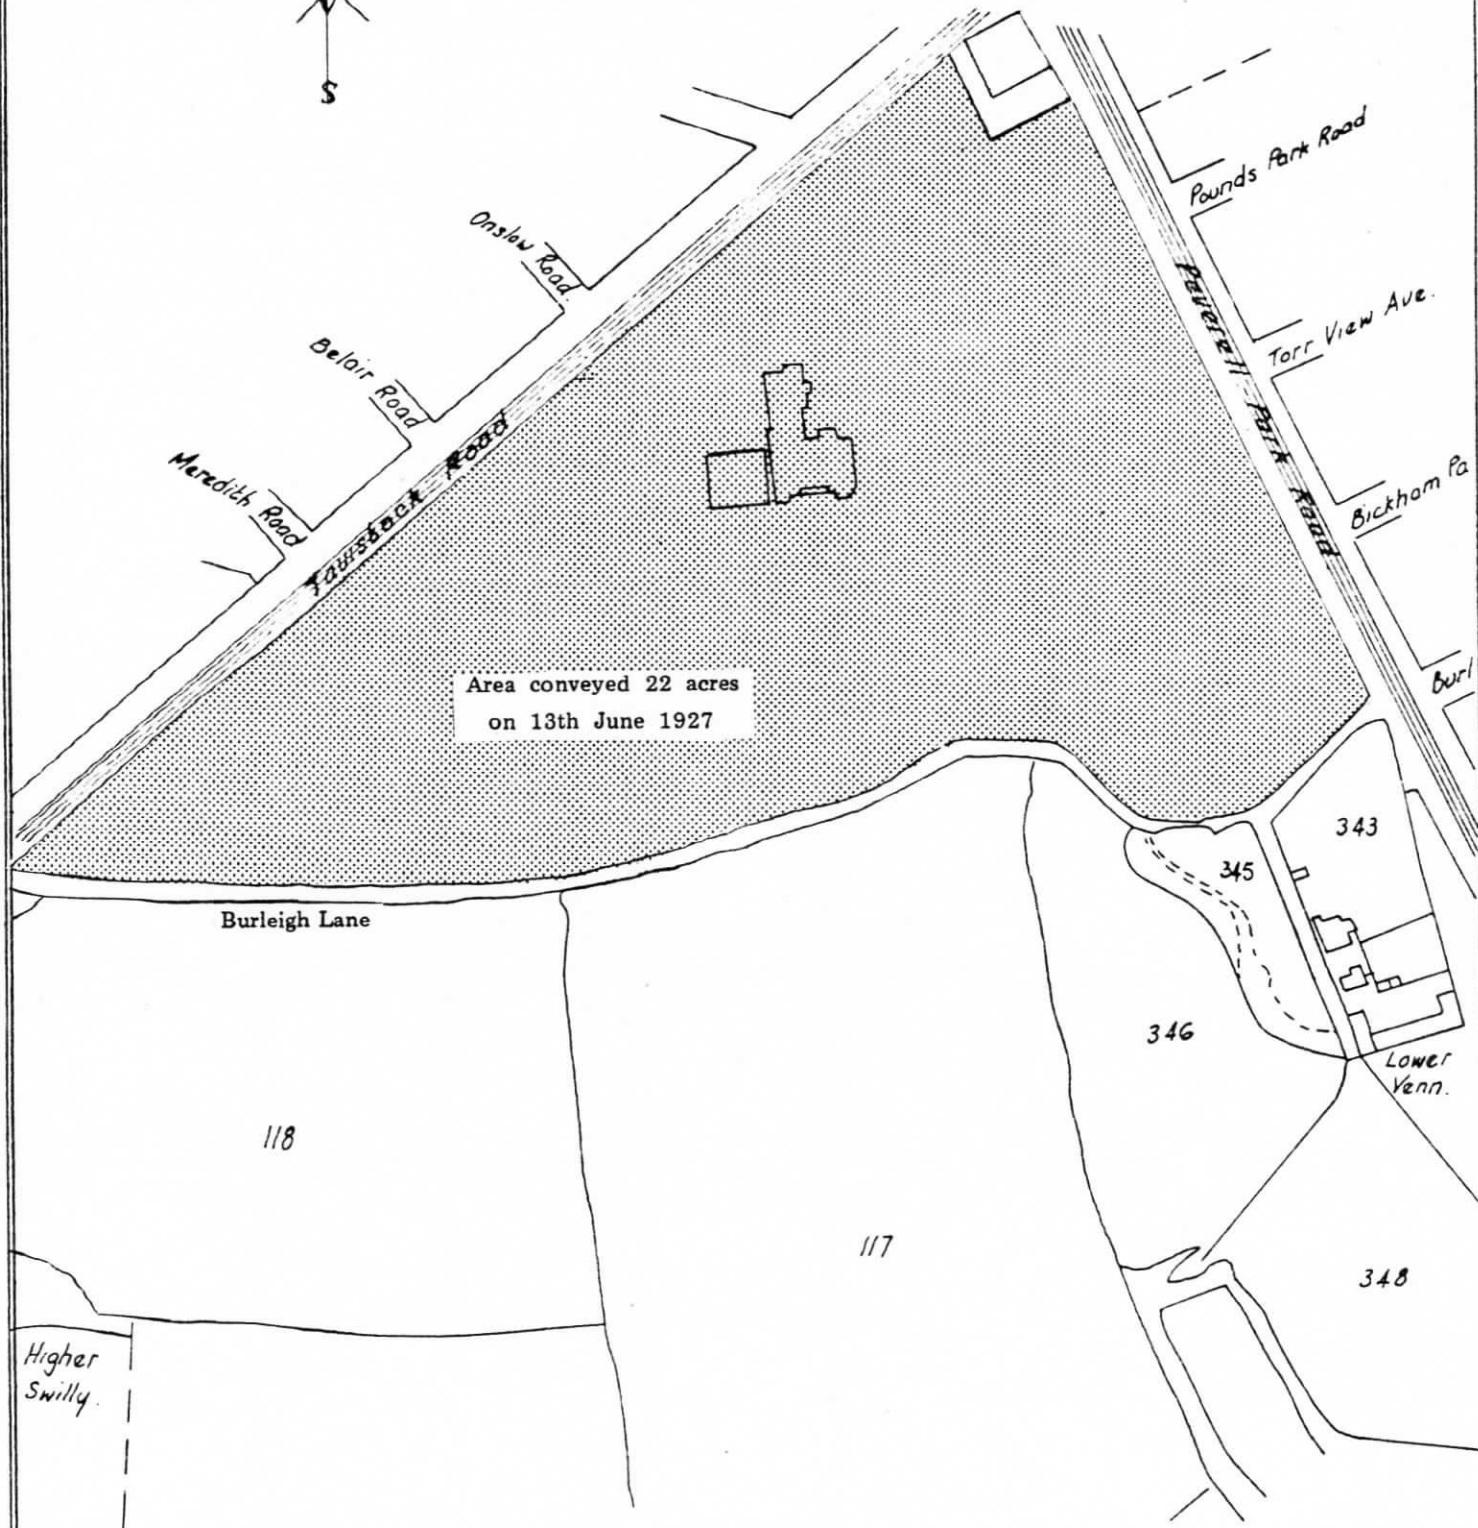 S
Pounds Park Road
Onslow Road.
Torr View Ave.
Belair Road
Peverell Park Road
Tavistock Road
Meredith Road
Bickham Pa
Burl
Area conveyed 22 acres
on 13th June 1927
343
345
Burleigh Lane
346
Lower
Venn.
118
117
348
Higher
Swilly.